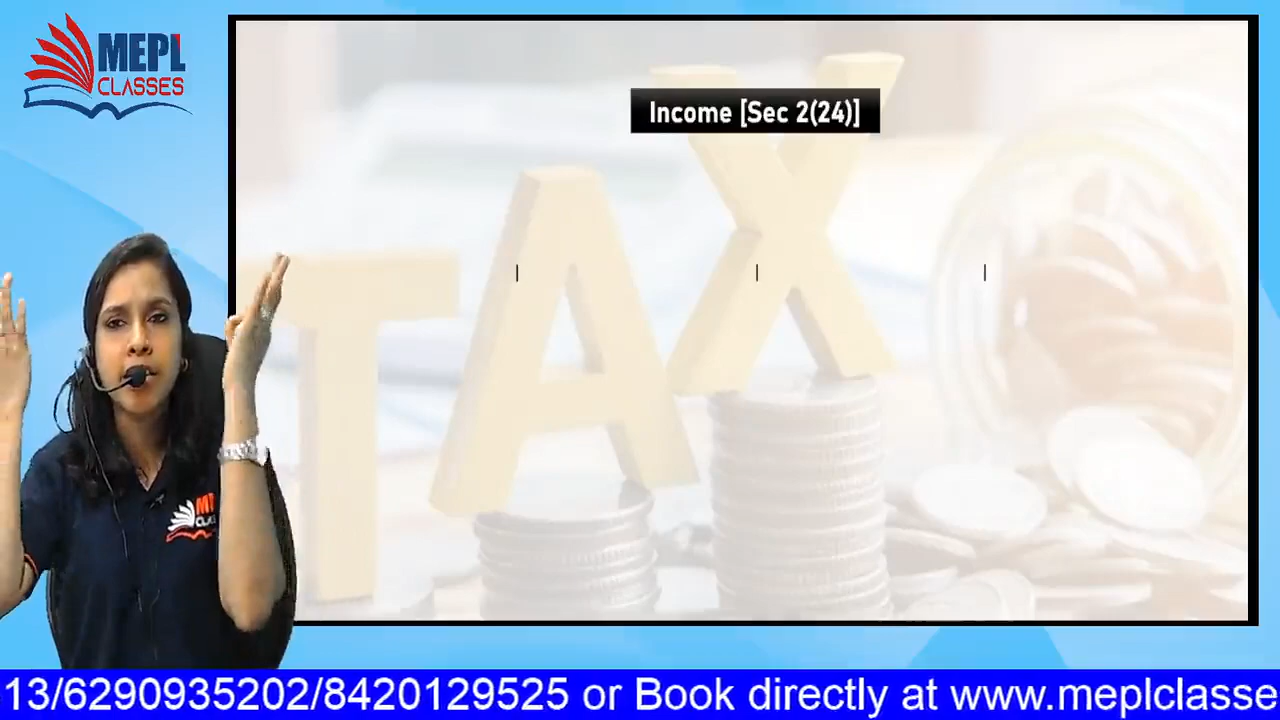 MEPL
CLASSES
Income [Sec 2(24)]
TAX
13/6290935202/8420129525 or Book directly at www.meplclasse